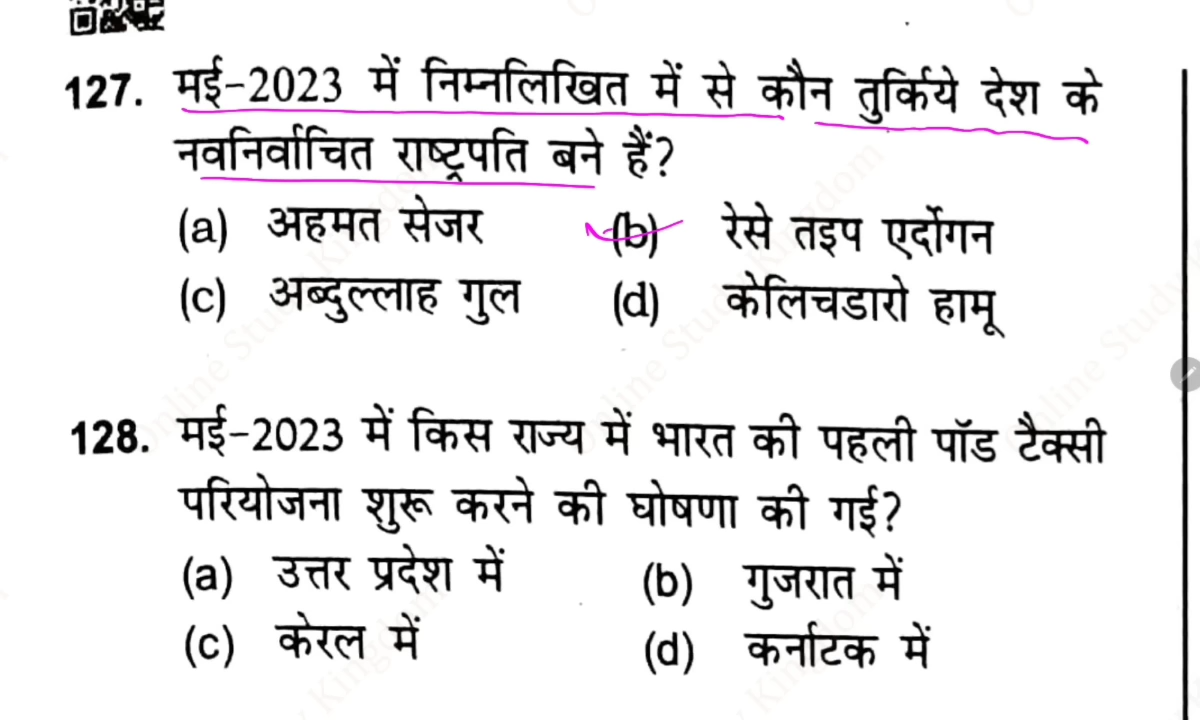 127. मई-2023 में निम्नलिखित में से कौन तुर्किये देश के
नवनिर्वाचित राष्ट्रपति बने हैं?
(a) अहमत सेजर (b) रेसे तइप एर्दोगन
(c) अब्दुल्लाह गुल (d) केलिचडारो हामू
128. मई-2023 में किस राज्य में भारत की पहली पॉड टैक्सी
परियोजना शुरू करने की घोषणा की गई?
(a) उत्तर प्रदेश में (b) गुजरात में
(c) केरल में (d) कर्नाटक में